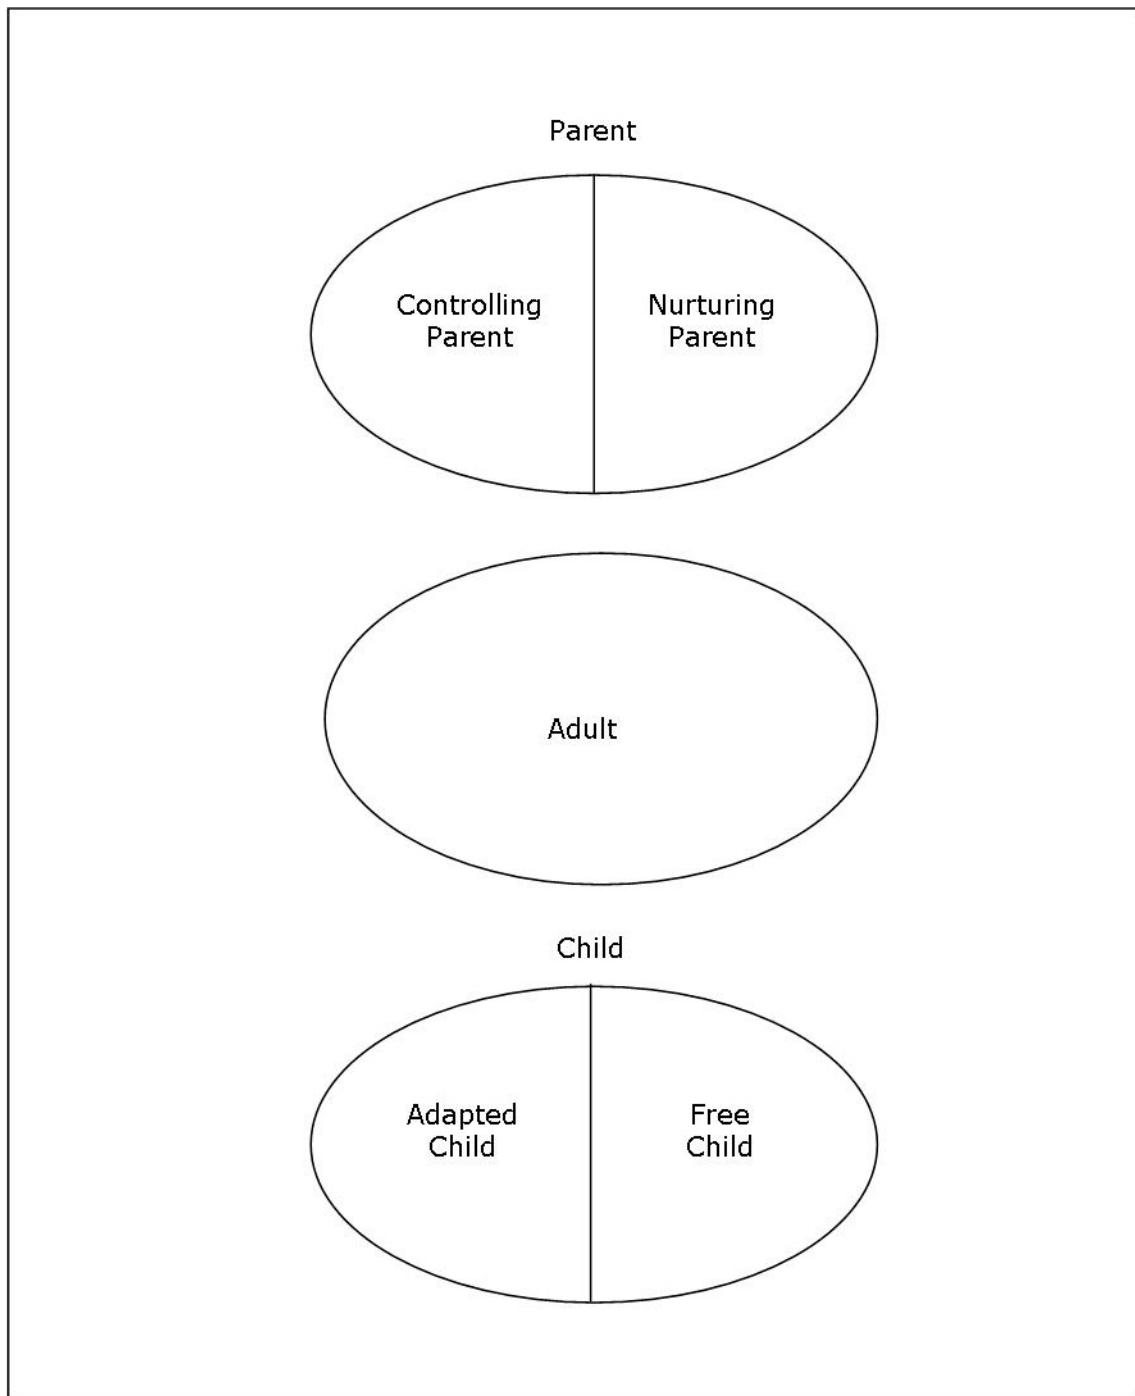 Parent
Controlling
Parent
Nurturing
Parent
Adult
Child
Adapted
Child
Free
Child